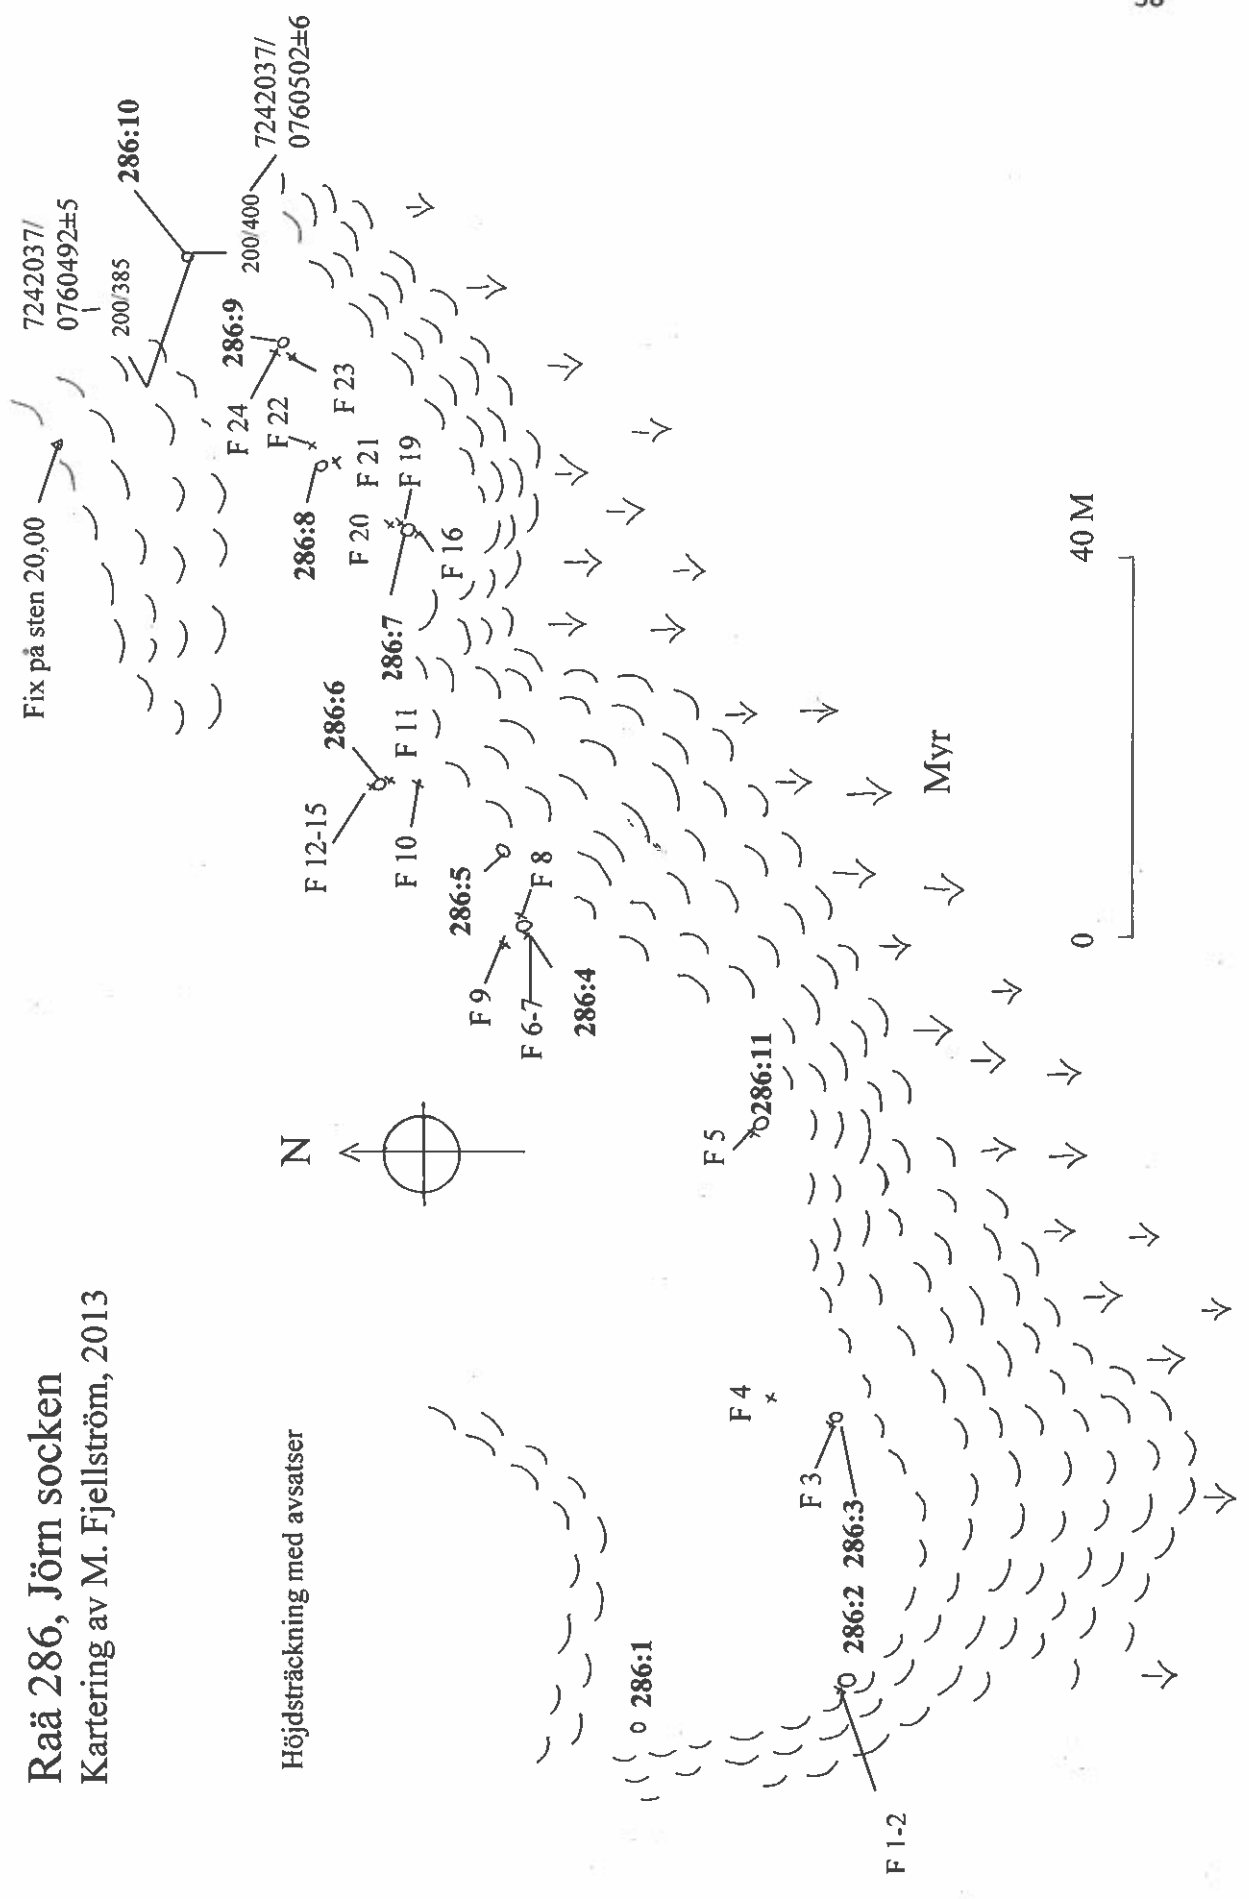 Raä 286, Jörn socken
Kartering av M. Fjellström, 2013
Höjdsträckning med avsatser
N
Fix på sten 20,00
7242037/
0760492±5
200/385
286:10
7242037/
0760502±6
200/400
286:9
F 24
F 23
F 22
286:8
F 21
F 20
F 19
286:7
F 16
286:6
F 12-15
F 11
F 10
286:5
F 8
F 9
F 6-7
286:4
F 5
286:11
F 4
F 3
286:3
286:2
286:1
F 1-2
Myr
0
40 M